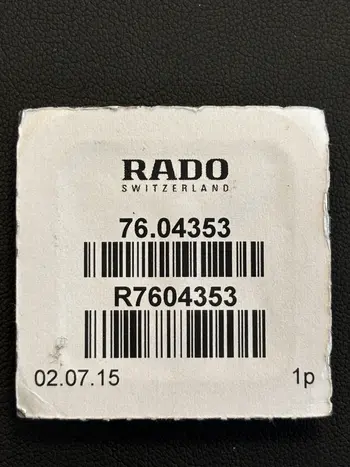 RADO
SWITZERLAND
76.04353
R7604353
02.07.15 1p